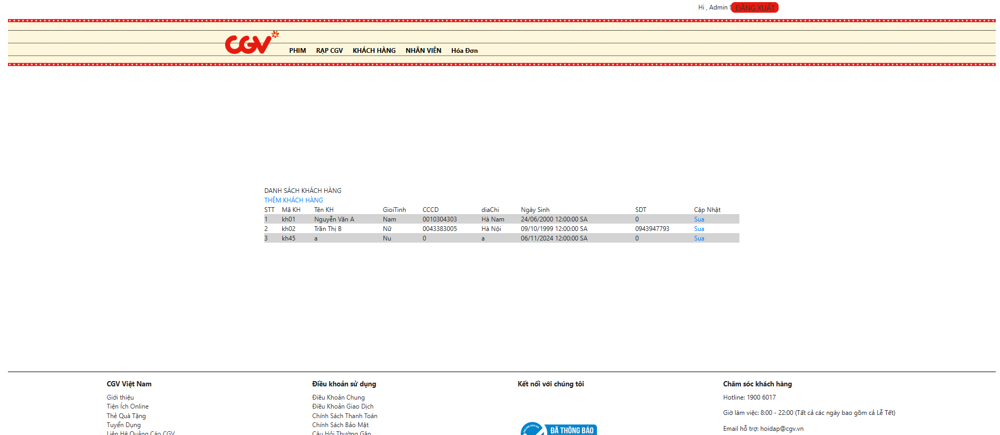 Hi , Admin ! ĐĂNG XUẤT
CGV
PHIM RẠP CGV KHÁCH HÀNG NHÂN VIÊN Hóa Đơn
DANH SÁCH KHÁCH HÀNG
THÊM KHÁCH HÀNG
STT Mã KH Tên KH GioiTinh CCCD diaChi Ngày Sinh SDT Cập Nhật
1 kh01 Nguyễn Văn A Nam 0010304303 Hà Nam 24/06/2000 12:00:00 SA 0 Sua
2 kh02 Trần Thị B Nữ 0043383005 Hà Nội 09/10/1999 12:00:00 SA 0943947793 Sua
3 kh45 a Nu 0 a 06/11/2024 12:00:00 SA 0 Sua
CGV Việt Nam
Giới thiệu
Tiện Ích Online
Thẻ Quà Tặng
Tuyển Dụng
Liên Hệ Quảng Cáo CGV
Điều khoản sử dụng
Điều Khoản Chung
Điều Khoản Giao Dịch
Chính Sách Thanh Toán
Chính Sách Bảo Mật
Câu Hỏi Thường Gặp
Kết nối với chúng tôi
ONLINE.GOV.VN
ĐÃ THÔNG BÁO
Chăm sóc khách hàng
Hotline: 1900 6017
Giờ làm việc: 8:00 - 22:00 (Tất cả các ngày bao gồm cả Lễ Tết)
Email hỗ trợ: hoidap@cgv.vn